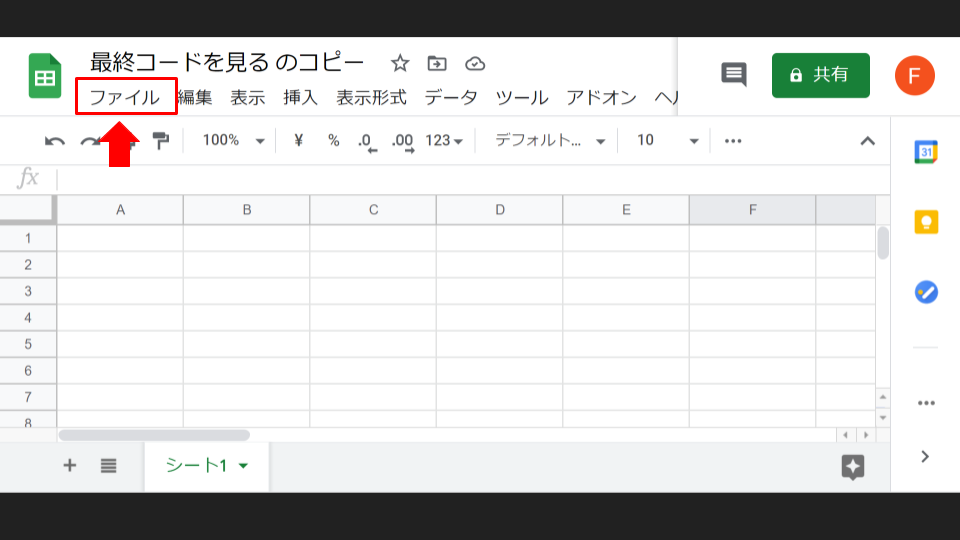 最終コードを見る のコピー
ファイル 編集 表示 挿入 表示形式 データ ツール アドオン ヘル
共有
F
100% ¥ % .0 .00 123 デフォルト... 10 ...
31
fx
A B C D E F
1
2
3
4
5
6
7
8
シート1